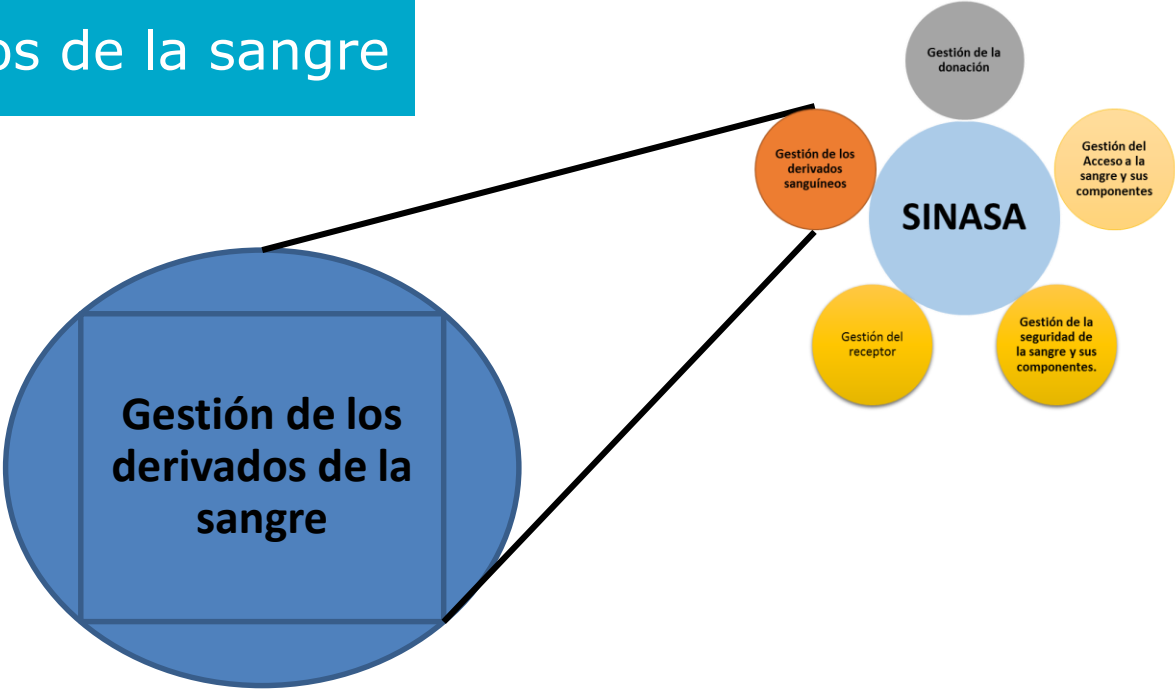 os de la sangre
Gestión de la
donación
Gestión de los
derivados
sanguíneos
Gestión del
Acceso a la
sangre y sus
componentes
SINASA
Gestión del
receptor
Gestión de la
seguridad de
la sangre y sus
componentes.
Gestión de los
derivados de la
sangre